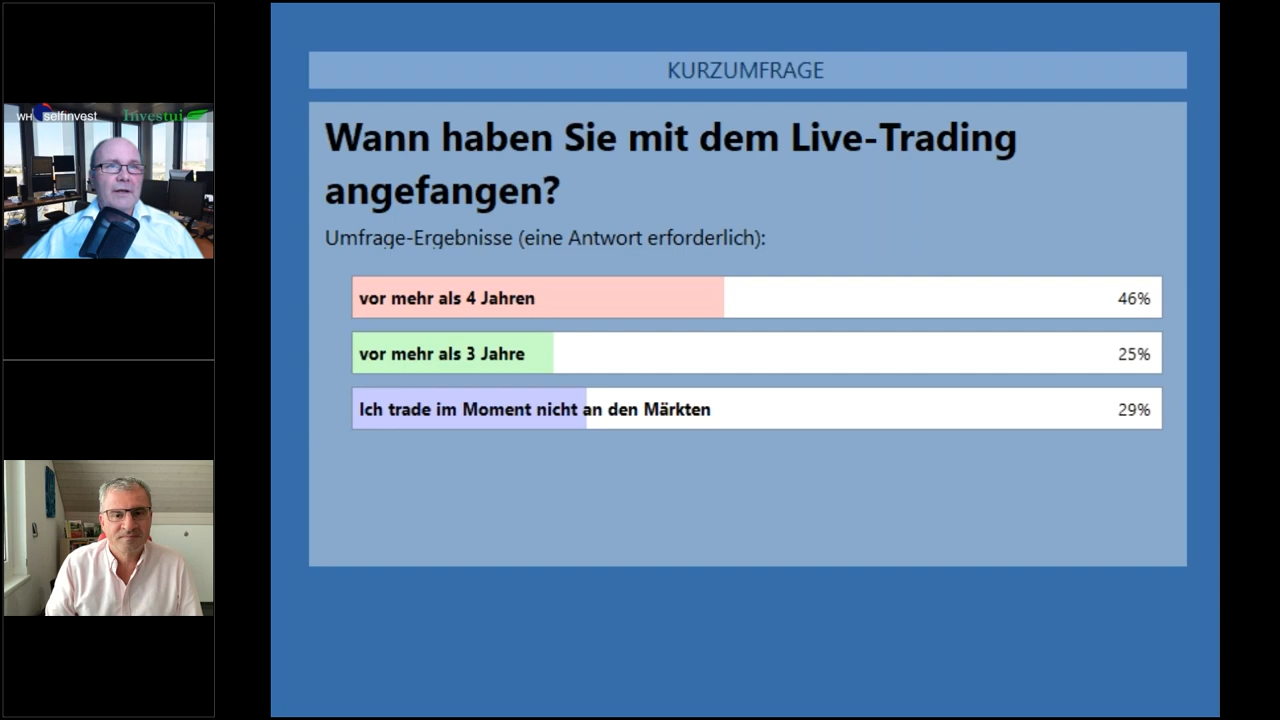 WH selfinvest
Investui
KURZUMFRAGE
Wann haben Sie mit dem Live-Trading
angefangen?
Umfrage-Ergebnisse (eine Antwort erforderlich):
vor mehr als 4 Jahren 46%
vor mehr als 3 Jahre 25%
Ich trade im Moment nicht an den Märkten 29%